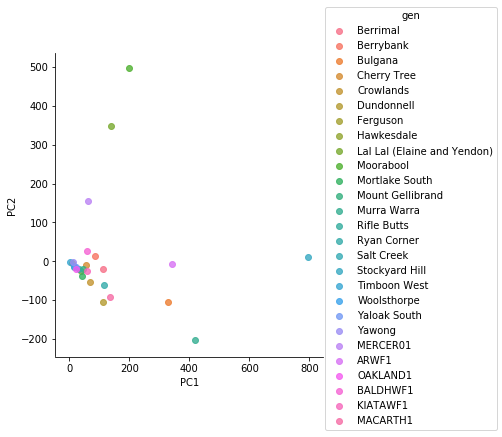 gen
Berrimal
Berrybank
Bulgana
Cherry Tree
Crowlands
Dundonnell
Ferguson
Hawkesdale
Lal Lal (Elaine and Yendon)
Moorabool
Mortlake South
Mount Gellibrand
Murra Warra
Rifle Butts
Ryan Corner
Salt Creek
Stockyard Hill
Timboon West
Woolsthorpe
Yaloak South
Yawong
MERCER01
ARWF1
OAKLAND1
BALDHWF1
KIATAWF1
MACARTH1
500
400
300
200
100
0
−100
−200
PC2
0 200 400 600 800
PC1